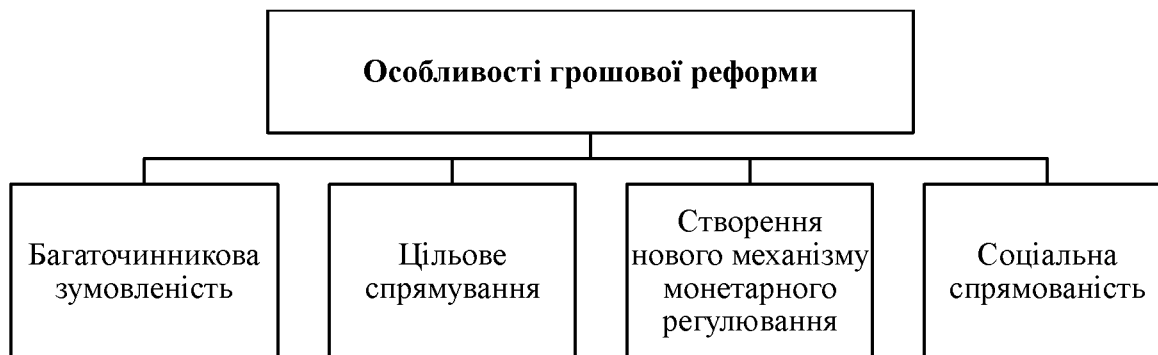 Особливості грошової реформи
Багаточинникова
зумовленість
Цільове
спрямування
Створення
нового механізму
монетарного
регулювання
Соціальна
спрямованість